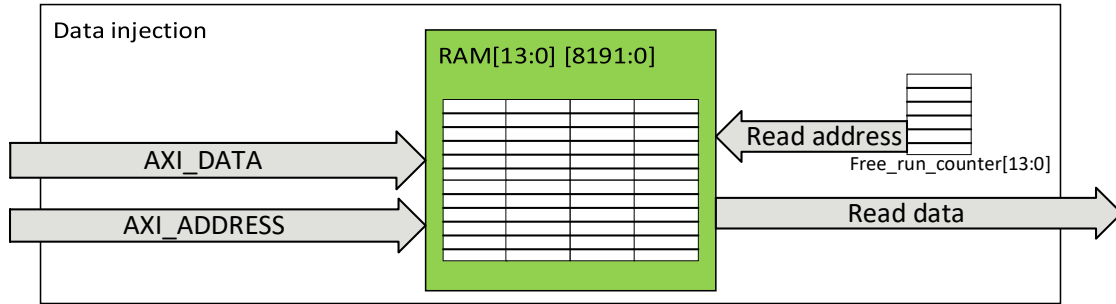 Data injection
RAM[13:0] [8191:0]
Read address
AXI_DATA
Free_run_counter[13:0]
AXI_ADDRESS
Read data